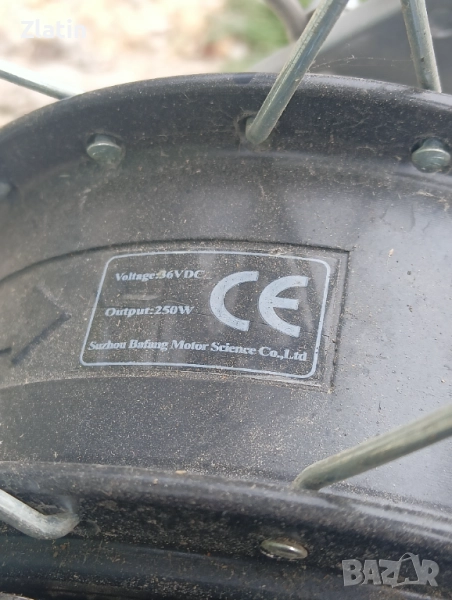 Zlatin
Voltage:36VDC
Output:250W
CE
Suzhou Bafang Motor Science Co.,Ltd
BAZAR